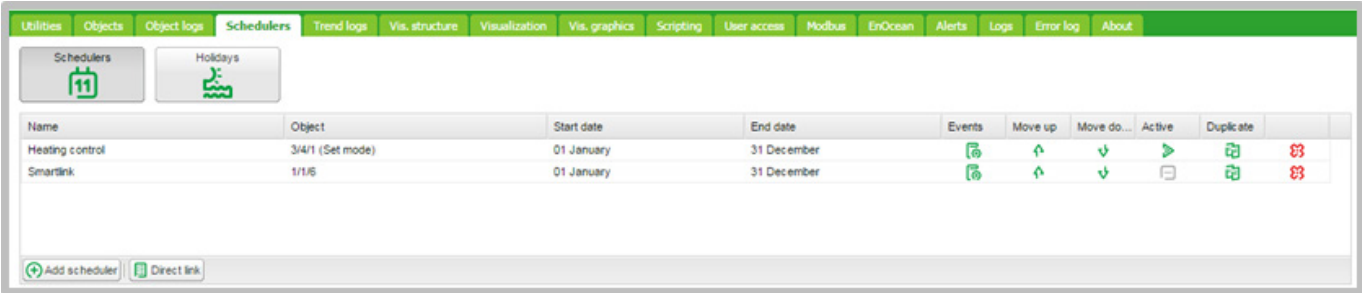 Utilities Objects Object logs Schedulers Trend logs Vis. structure Visualization Vis. graphics Scripting User access Modbus EnOcean Alerts Logs Error log About
Schedulers Holidays
11
Name Object Start date End date Events Move up Move do... Active Duplicate
Heating control 3/4/1 (Set mode) 01 January 31 December
Smartlink 1/1/6 01 January 31 December
Add scheduler Direct link